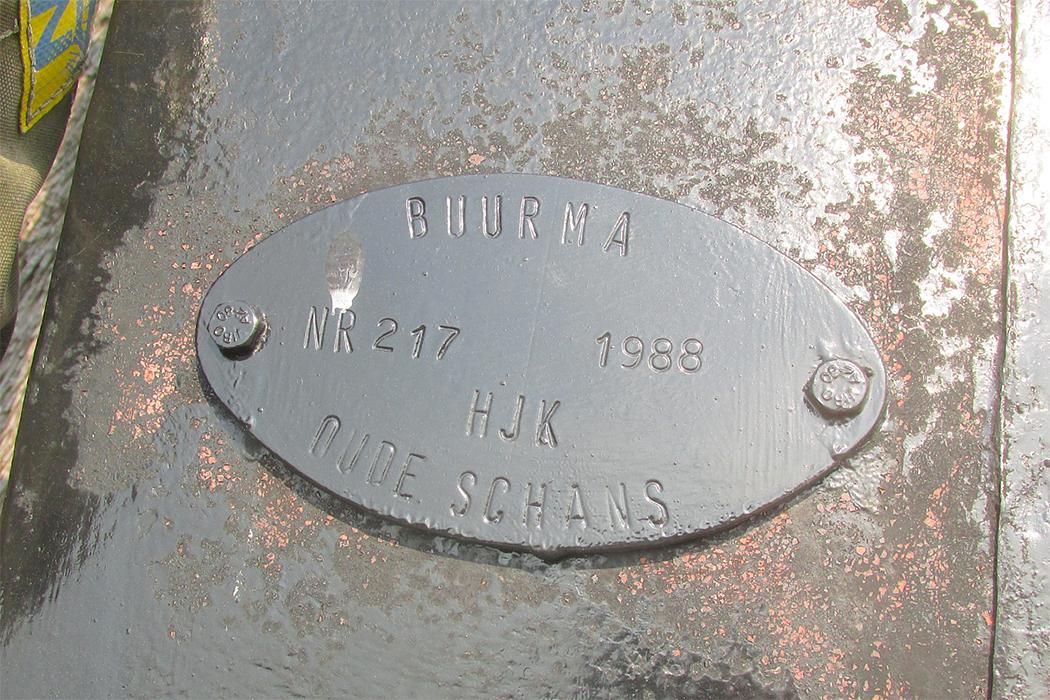 BUURMA
NR 217 1988
HJK
OUDE SCHANS